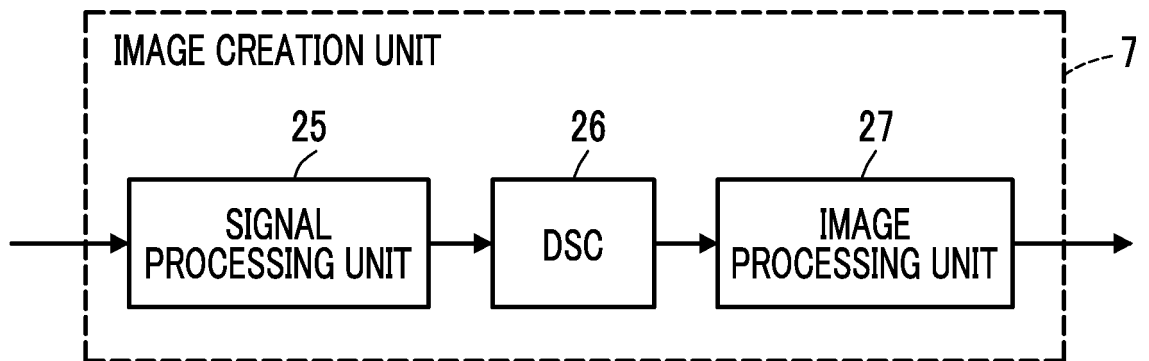 IMAGE CREATION UNIT
7
25
26
27
SIGNAL
PROCESSING UNIT
DSC
IMAGE
PROCESSING UNIT